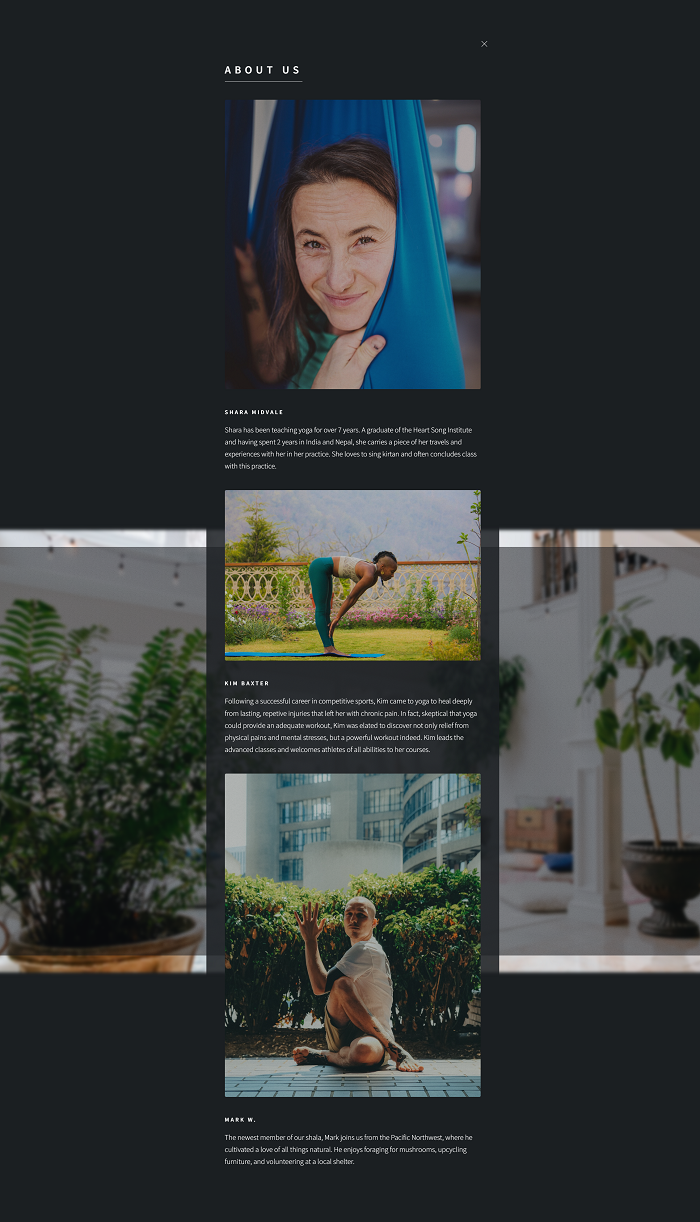 ABOUT US
SHARA MIDVALE
Shara has been teaching yoga for over 7 years. A graduate of the Heart Song Institute
and having spent 2 years in India and Nepal, she carries a piece of her travels and
experiences with her in her practice. She loves to sing kirtan and often concludes class
with this practice.
KIM BAXTER
Following a successful career in competitive sports, Kim came to yoga to heal deeply
from lasting, repetive injuries that left her with chronic pain. In fact, skeptical that yoga
could provide an adequate workout, Kim was elated to discover not only relief from
physical pains and mental stresses, but a powerful workout indeed. Kim leads the
advanced classes and welcomes athletes of all abilities to her courses.
MARK W.
The newest member of our shala, Mark joins us from the Pacific Northwest, where he
cultivated a love of all things natural. He enjoys foraging for mushrooms, upcycling
furniture, and volunteering at a local shelter.